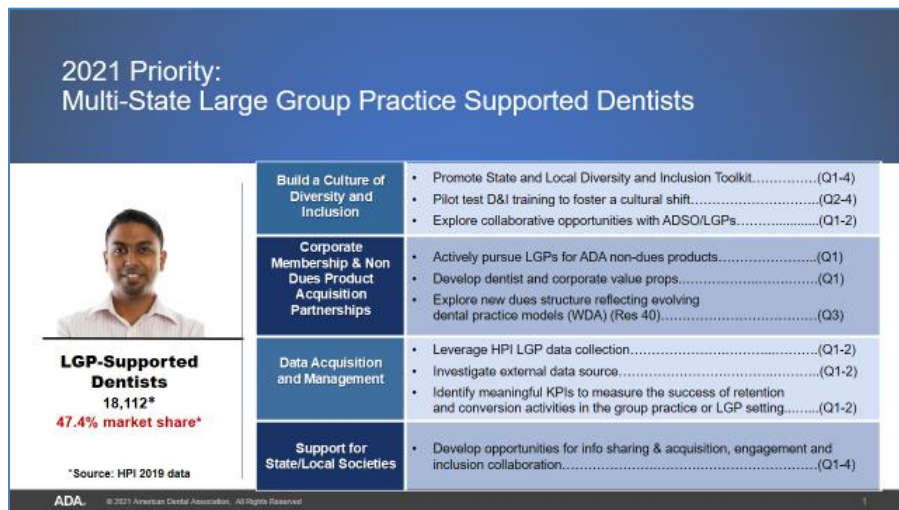 2021 Priority:
Multi-State Large Group Practice Supported Dentists
LGP-Supported
Dentists
18,112*
47.4% market share*
*Source: HPI 2019 data
Build a Culture of
Diversity and
Inclusion
• Promote State and Local Diversity and Inclusion Toolkit……………(Q1-4)
• Pilot test D&I training to foster a cultural shift……………………..…(Q2-4)
• Explore collaborative opportunities with ADSO/LGPs………...........(Q1-2)
Corporate
Membership & Non
Dues Product
Acquisition
Partnerships
• Actively pursue LGPs for ADA non-dues products………………….…..(Q1)
• Develop dentist and corporate value props…………………..…………….(Q1)
• Explore new dues structure reflecting evolving
dental practice models (WDA) (Res 40)……………………………………(Q3)
Data Acquisition
and Management
• Leverage HPI LGP data collection……………………………...……….…(Q1-2)
• Investigate external data source…………………………………….…..…(Q1-2)
• Identify meaningful KPIs to measure the success of retention
and conversion activities in the group practice or LGP setting…..…..(Q1-2)
Support for
State/Local Societies
• Develop opportunities for info sharing & acquisition, engagement and
inclusion collaboration……………………………………………………...(Q1-4)
ADA. © 2021 American Dental Association, All Rights Reserved
1